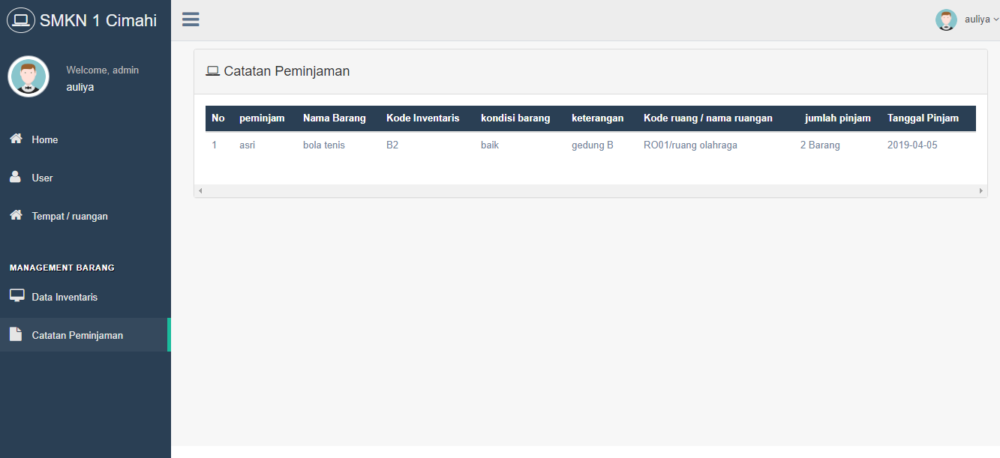 SMKN 1 Cimahi
auliya
Welcome, admin
auliya
Home
User
Tempat / ruangan
MANAGEMENT BARANG
Data Inventaris
Catatan Peminjaman
Catatan Peminjaman
No peminjam Nama Barang Kode Inventaris kondisi barang keterangan Kode ruang / nama ruangan jumlah pinjam Tanggal Pinjam
1 asri bola tenis B2 baik gedung B RO01/ruang olahraga 2 Barang 2019-04-05